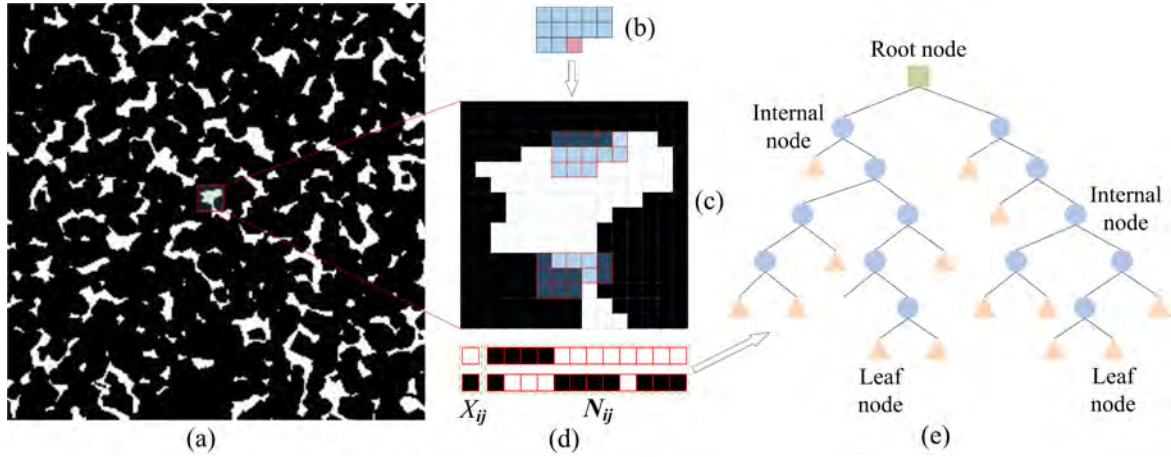 (b)
Root node
Internal
node
(c)
Internal
node
X_ij
N_ij
Leaf
node
Leaf
node
(a)
(d)
(e)